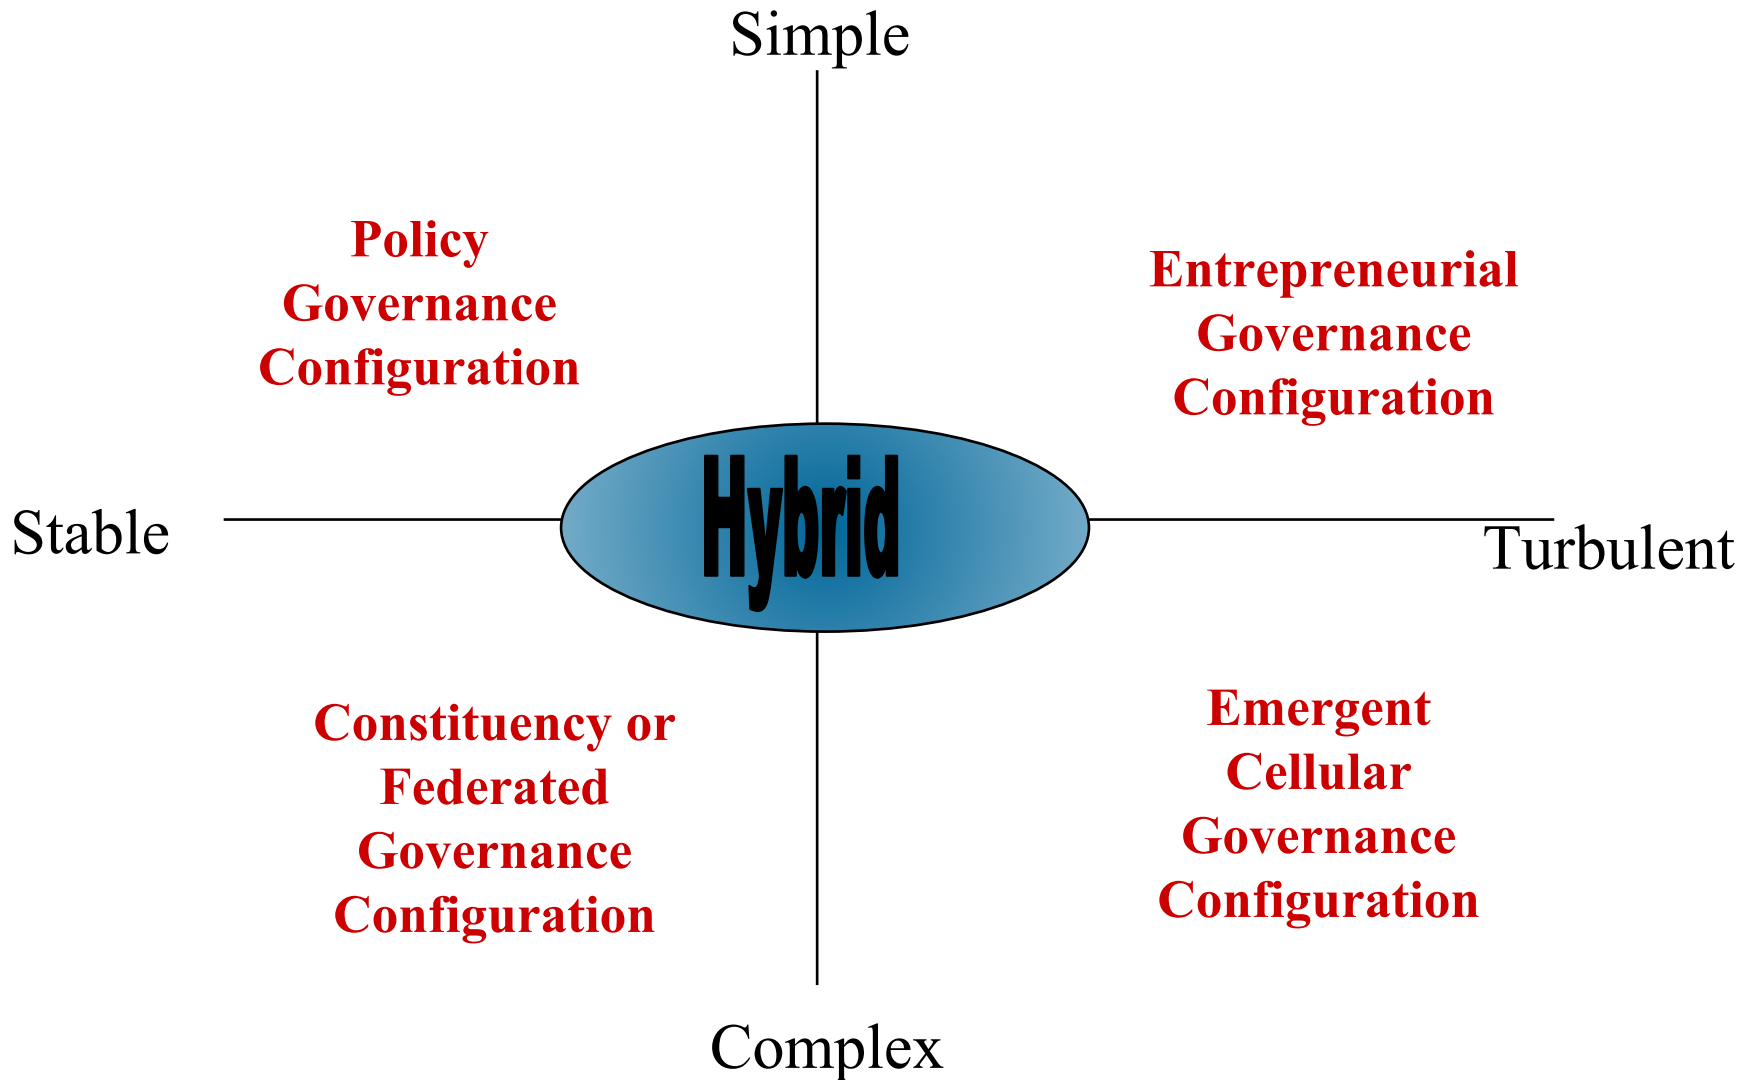 Simple
Policy
Governance
Configuration
Entrepreneurial
Governance
Configuration
Stable
Hybrid
Turbulent
Constituency or
Federated
Governance
Configuration
Emergent
Cellular
Governance
Configuration
Complex